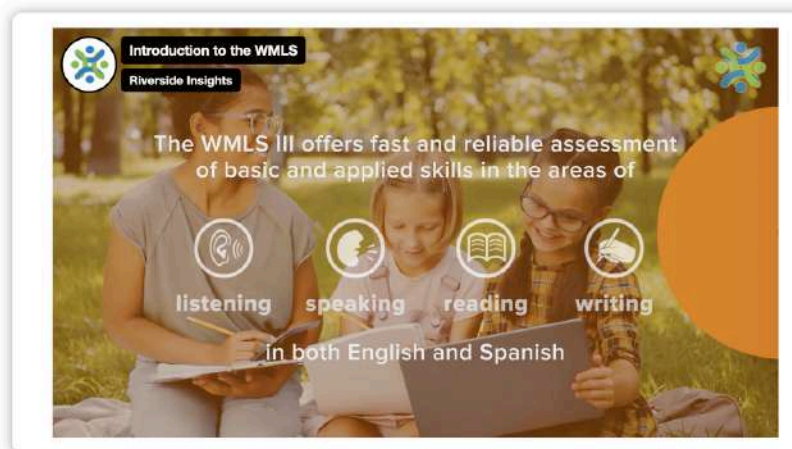 Introduction to the WMLS
Riverside Insights
The WMLS III offers fast and reliable assessment
of basic and applied skills in the areas of
listening speaking reading writing
in both English and Spanish